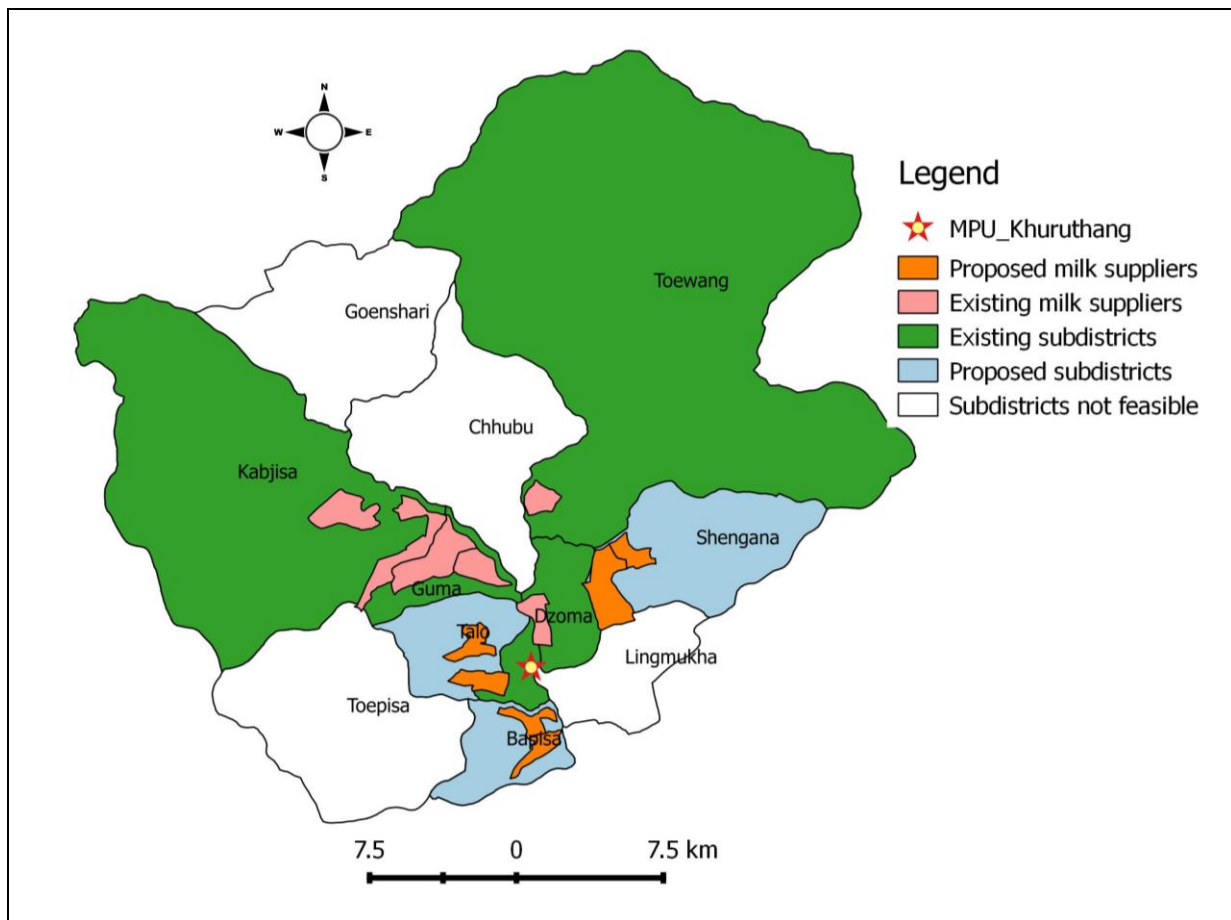 N
W E
S
Legend
MPU_Khuruthang
Proposed milk suppliers
Existing milk suppliers
Existing subdistricts
Proposed subdistricts
Subdistricts not feasible
Toewang
Goenshari
Chhubu
Kabjisa
Shengana
Guma
Dzoma
Talo
Lingmukha
Toepisa
Bapisa
7.5 0 7.5 km